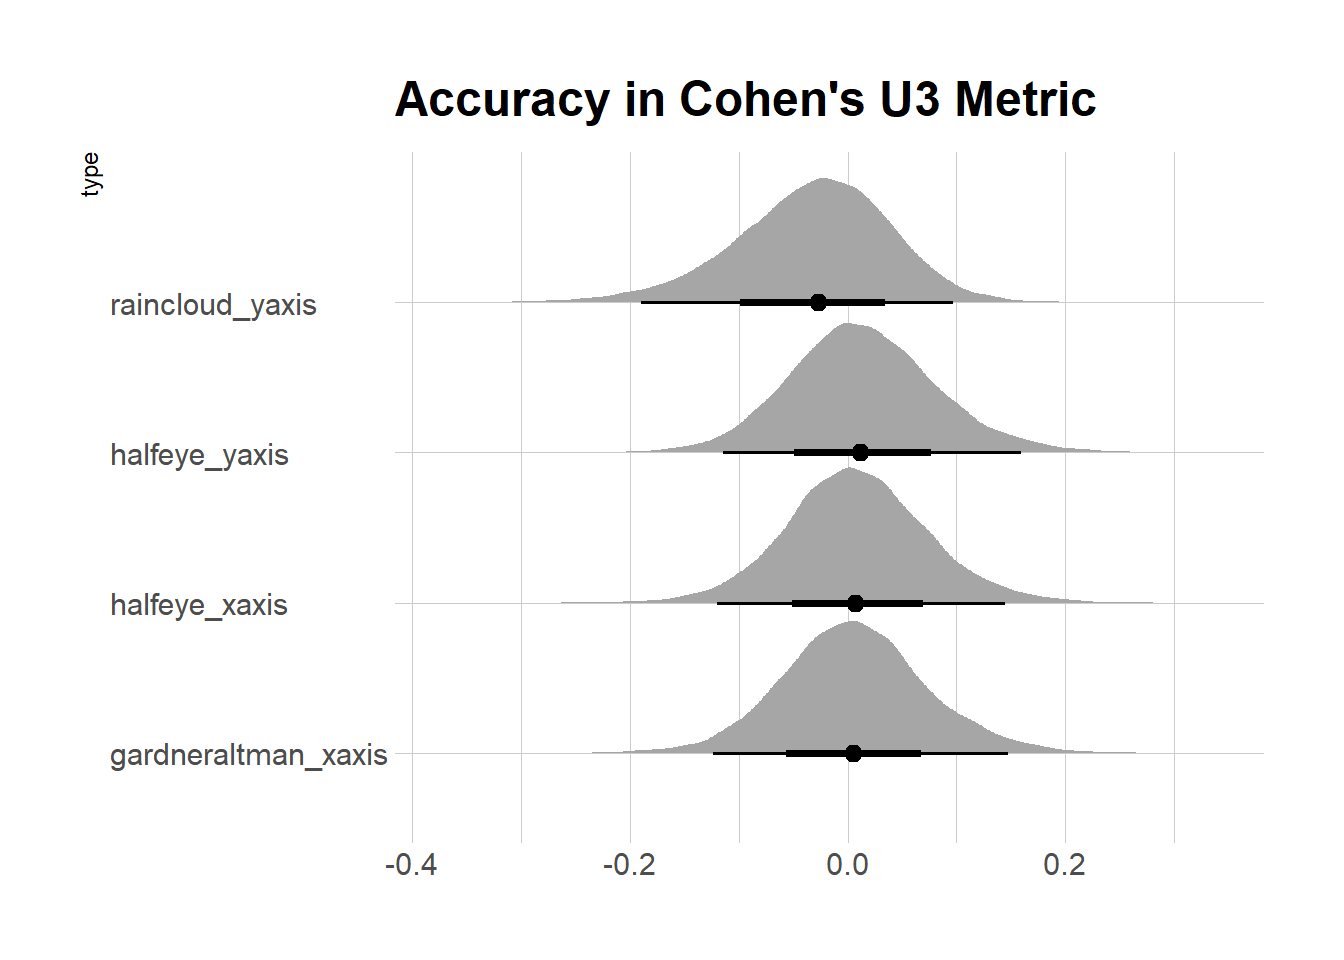 Accuracy in Cohen's U3 Metric
type
raincloud_yaxis
halfeye_yaxis
halfeye_xaxis
gardneraltman_xaxis
-0.4 -0.2 0.0 0.2